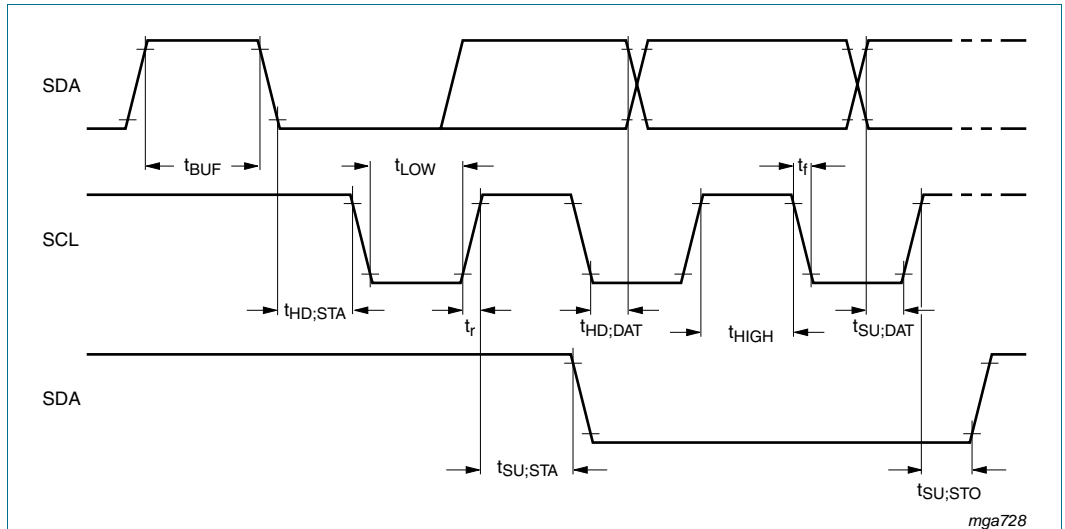 SDA
tBUF
tLOW
tf
SCL
tHD;STA
tr
tHD;DAT
tHIGH
tSU;DAT
SDA
tSU;STA
tSU;STO
mga728